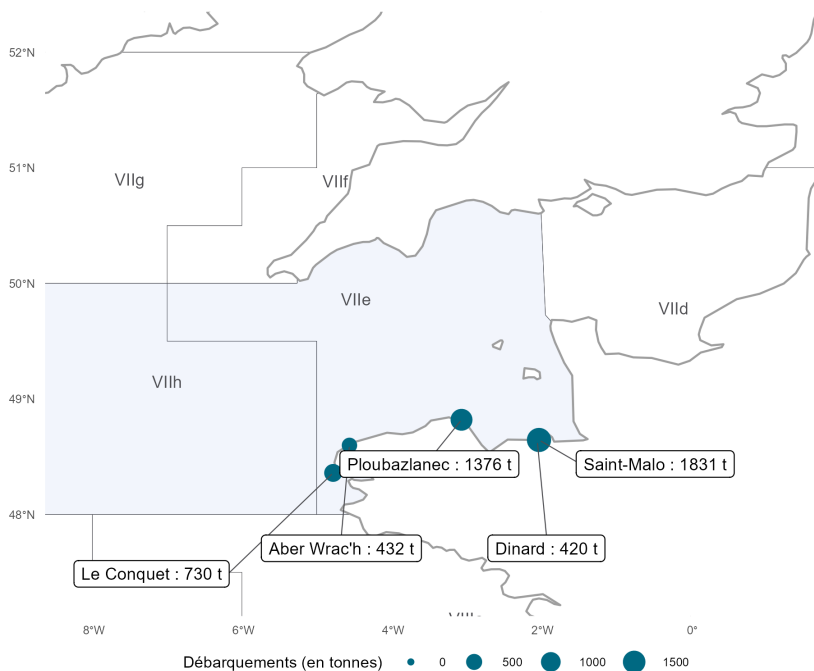 52°N
VIIg
VIIf
51°N
50°N
VIIe
VIId
VIIh
49°N
Ploubazlanec : 1376 t
Saint-Malo : 1831 t
48°N
Aber Wrac'h : 432 t
Dinard : 420 t
Le Conquet : 730 t
8°W 6°W 4°W 2°W 0°
Débarquements (en tonnes) 0 500 1000 1500